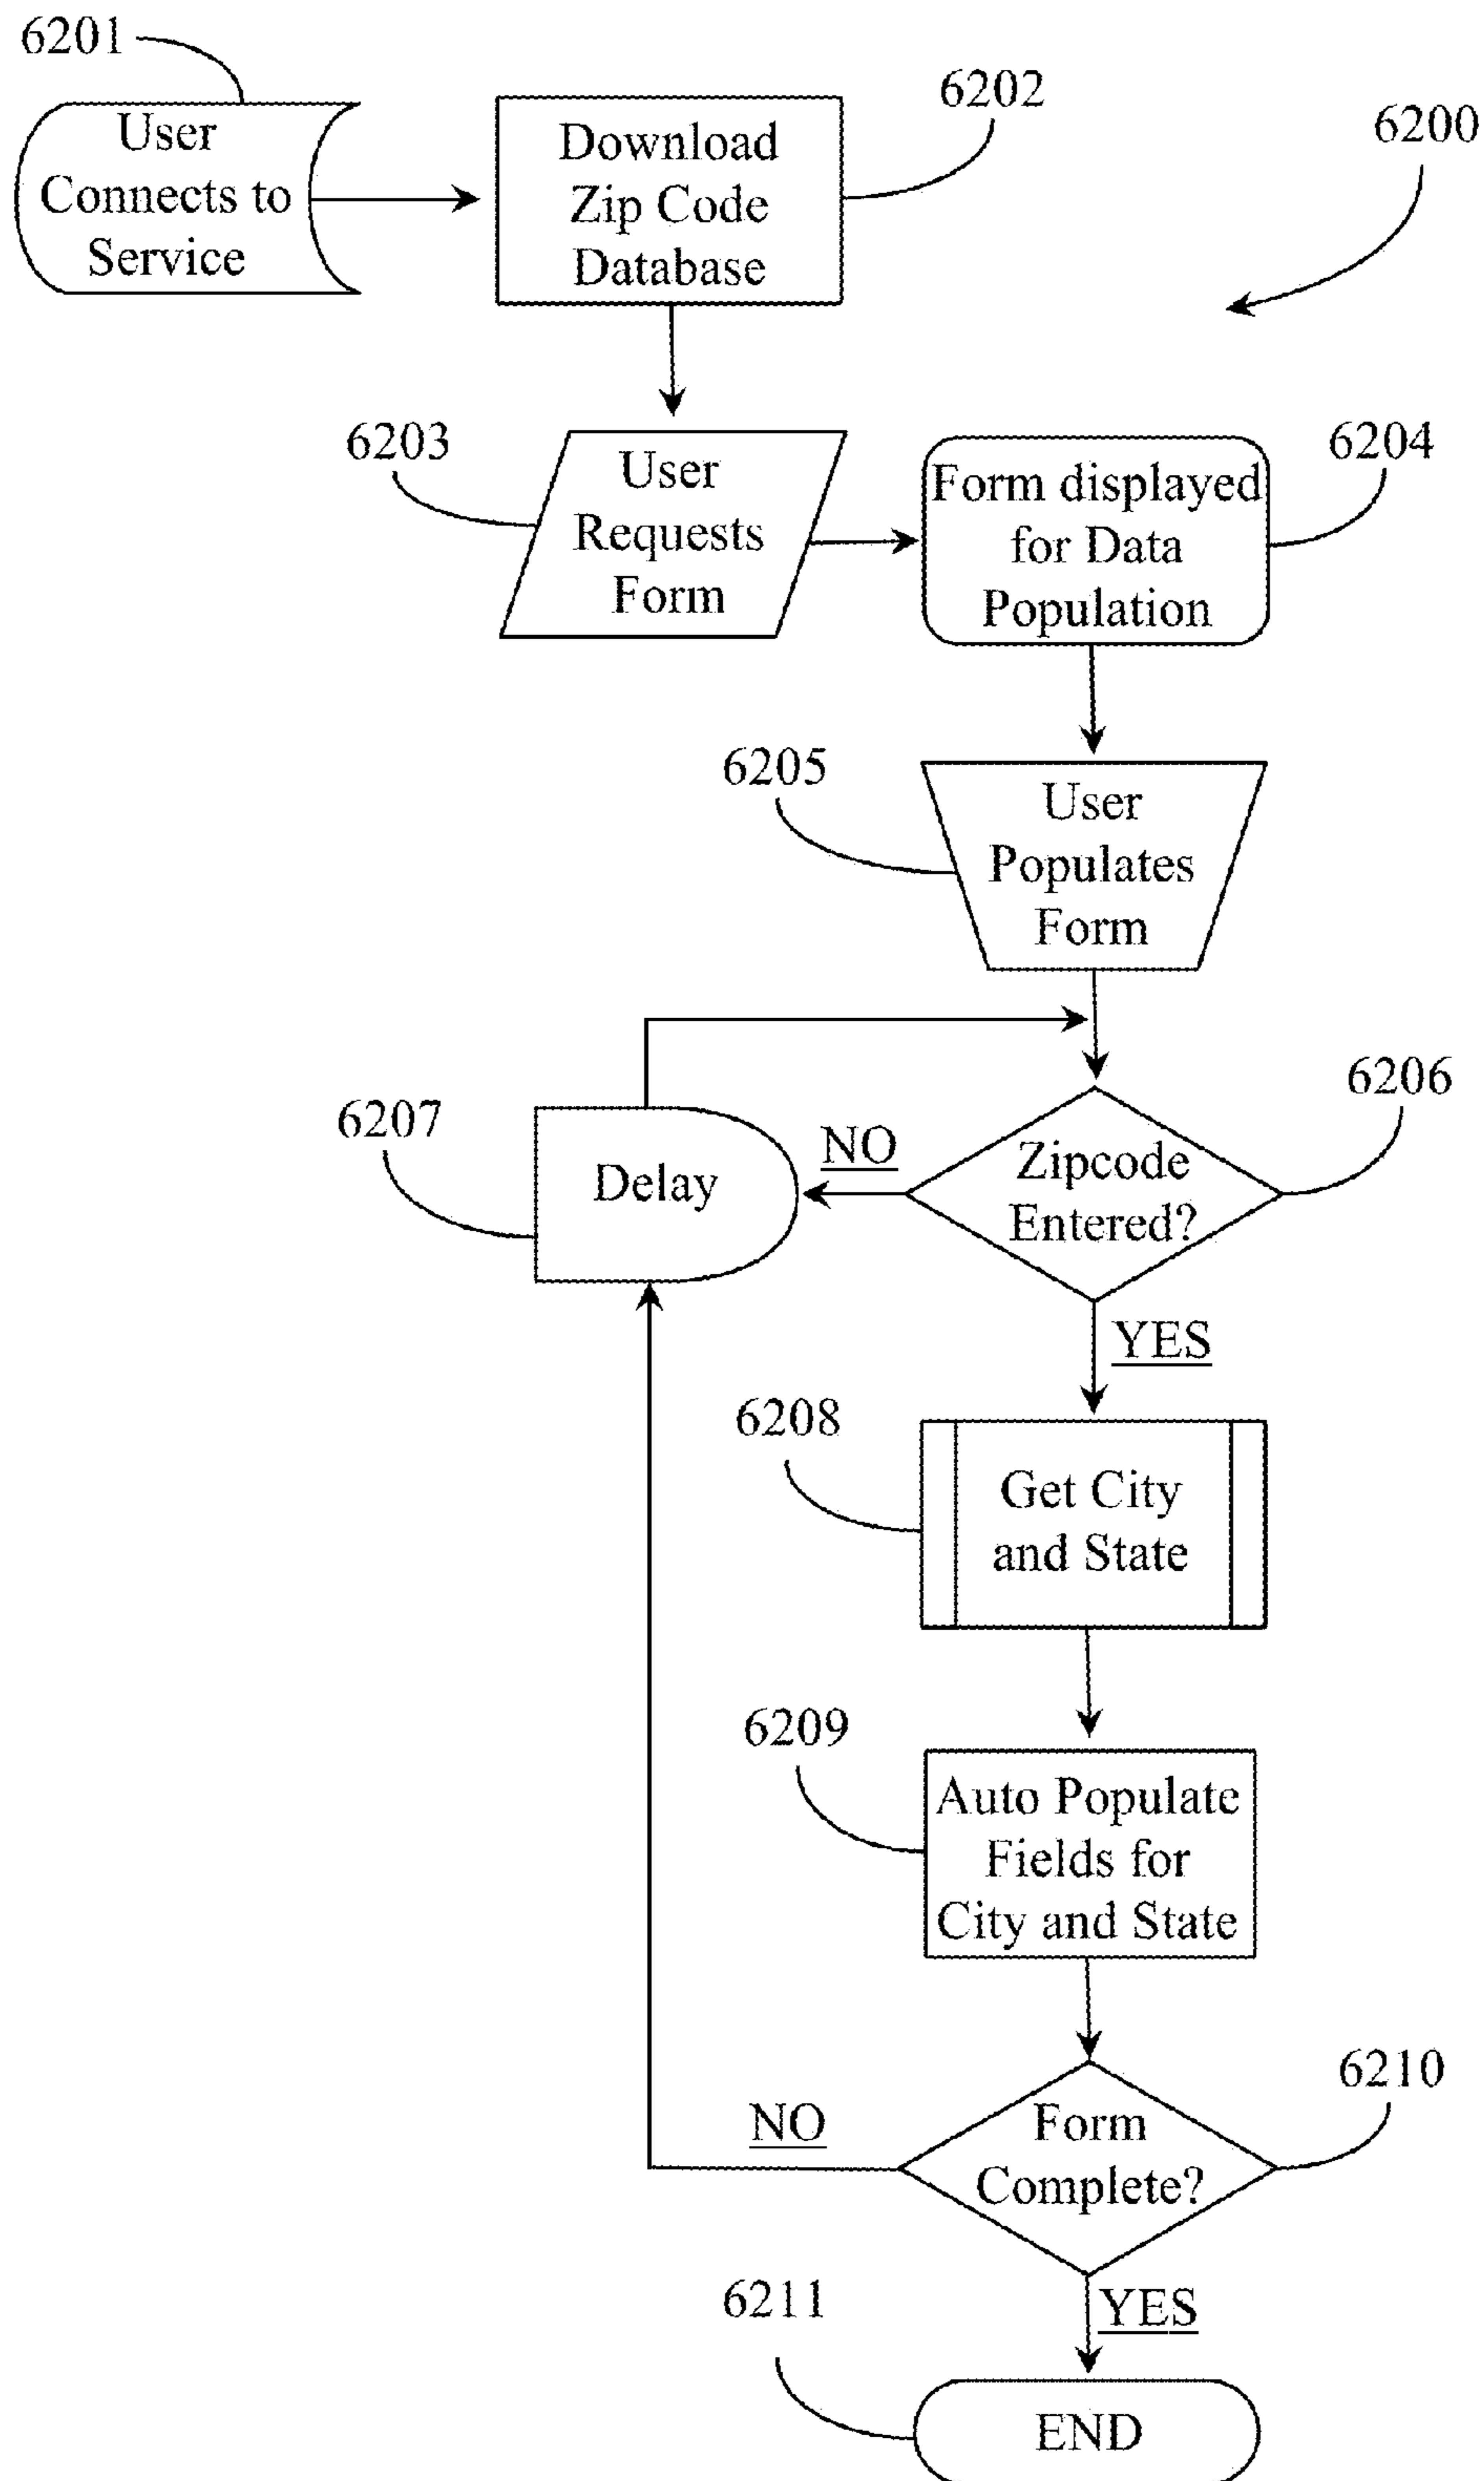 6201
User
Connects to
Service
6202
Download
Zip Code
Database
6200
6203
User
Requests
Form
6204
Form displayed
for Data
Population
6205
User
Populates
Form
6206
Zipcode
Entered?
NO
6207
Delay
YES
6208
Get City
and State
6209
Auto Populate
Fields for
City and State
6210
Form
Complete?
NO
YES
6211
END